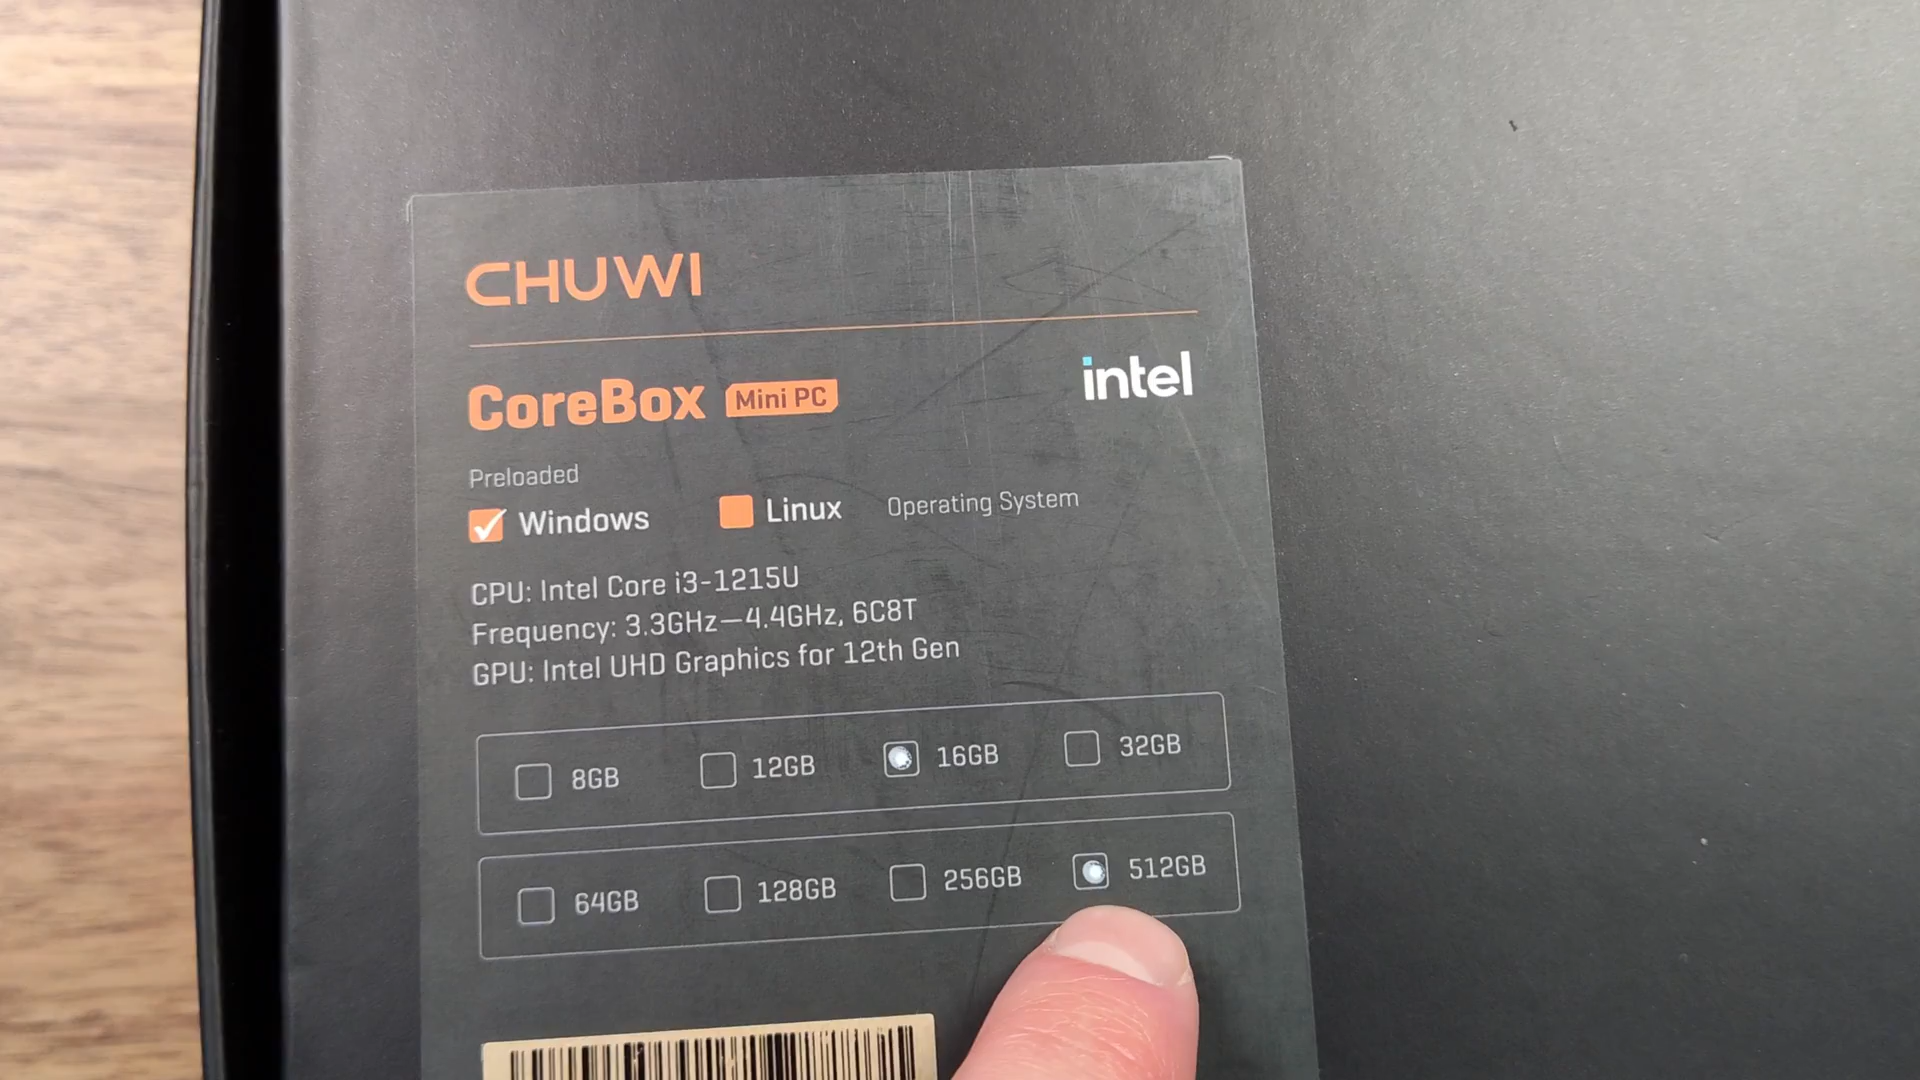 CHUWI
CoreBox Mini PC
intel
Preloaded
Windows Linux Operating System
CPU: Intel Core i3-1215U
Frequency: 3.3GHz—4.4GHz, 6C8T
GPU: Intel UHD Graphics for 12th Gen
8GB 12GB 16GB 32GB
64GB 128GB 256GB 512GB